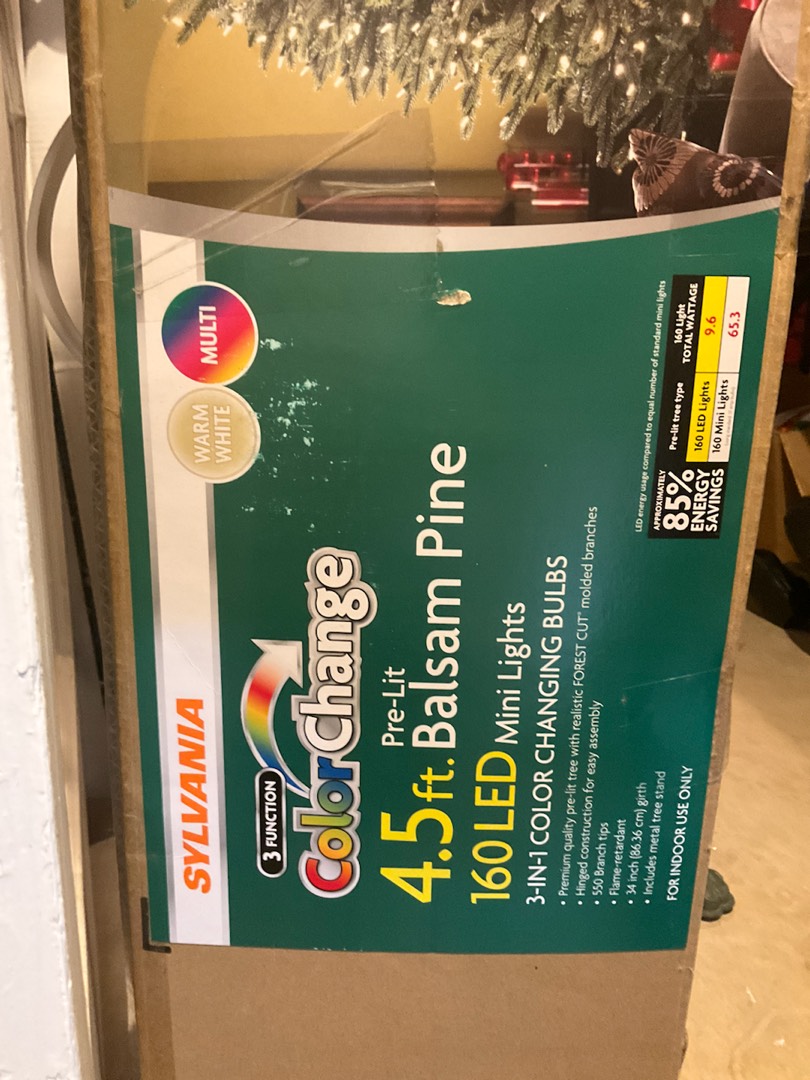 SYLVANIA
WARM
WHITE
MULTI
3 FUNCTION
ColorChange
Pre-Lit
4.5 ft. Balsam Pine
160 LED Mini Lights
3-IN-1 COLOR CHANGING BULBS
• Premium quality pre-lit tree with realistic FOREST CUT™ molded branches
• Hinged construction for easy assembly
• 550 Branch tips
• Flame-retardant
• 34 inch (86.36 cm) girth
• Includes metal tree stand
FOR INDOOR USE ONLY
LED energy usage compared to equal number of standard mini lights
APPROXIMATELY
85%
ENERGY
SAVINGS
Pre-lit tree type 160 Light TOTAL WATTAGE
160 LED Lights 9.6
160 Mini Lights 65.3